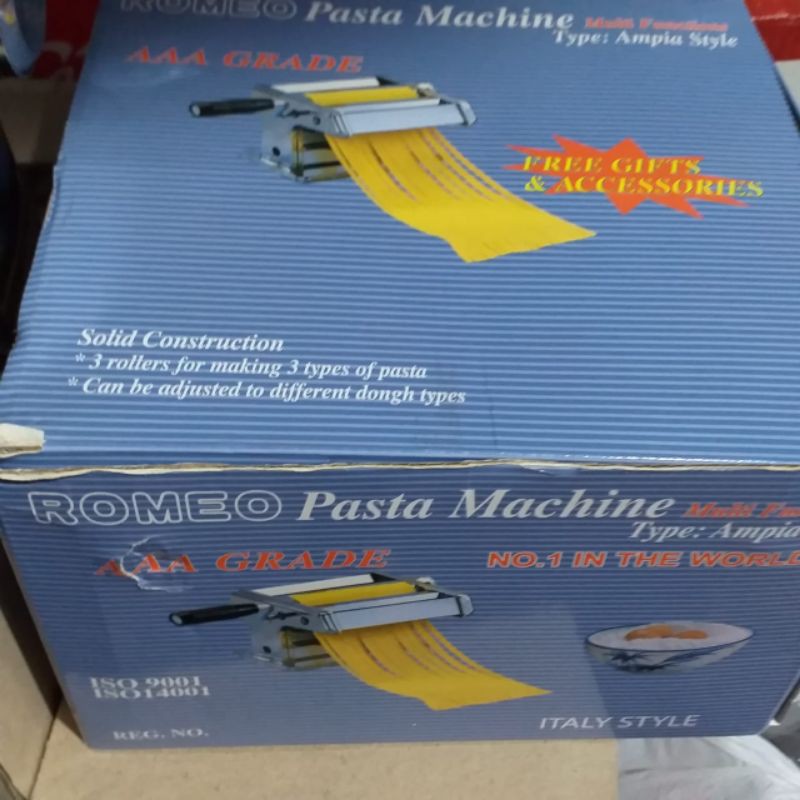 ROMEO Pasta Machine Multi Functions
Type: Ampia Style
AAA GRADE
FREE GIFTS
& ACCESSORIES
Solid Construction
* 3 rollers for making 3 types of pasta
* Can be adjusted to different dongh types
ROMEO Pasta Machine Multi Fu
Type: Ampia
AAA GRADE
NO.1 IN THE WORLD
ISO 9001
ISO14001
REG. NO.
ITALY STYLE